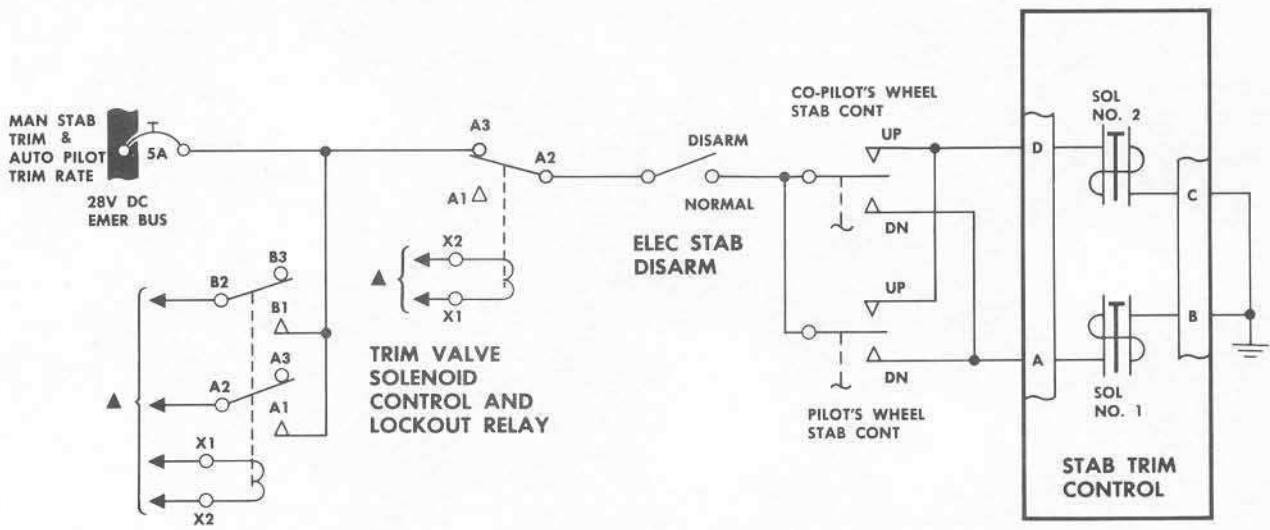 MAN STAB
TRIM &
AUTO PILOT
TRIM RATE
5A
28V DC
EMER BUS
B3
B2
B1
A3
A2
A1
X1
X2
A3
A2
A1
X2
X1
TRIM VALVE
SOLENOID
CONTROL AND
LOCKOUT RELAY
DISARM
NORMAL
ELEC STAB
DISARM
CO-PILOT'S WHEEL
STAB CONT
UP
DN
UP
DN
PILOT'S WHEEL
STAB CONT
SOL
NO. 2
D
C
B
A
SOL
NO. 1
STAB TRIM
CONTROL